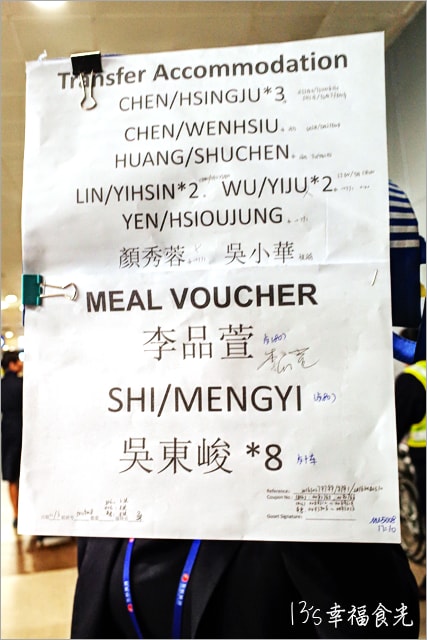 Transfer Accommodation
CHEN/HSINGJU*3
CHEN/WENHSIU
HUANG/SHUCHEN
LIN/YIHSIN*2 WU/YIJU*2
YEN/HSIOUJUNG
顏秀蓉 吳小華
MEAL VOUCHER
李品萱
SHI/MENGYI
吳東峻 *8
Reference:
Coupon No.:
Guest Signature:
13's幸福食光